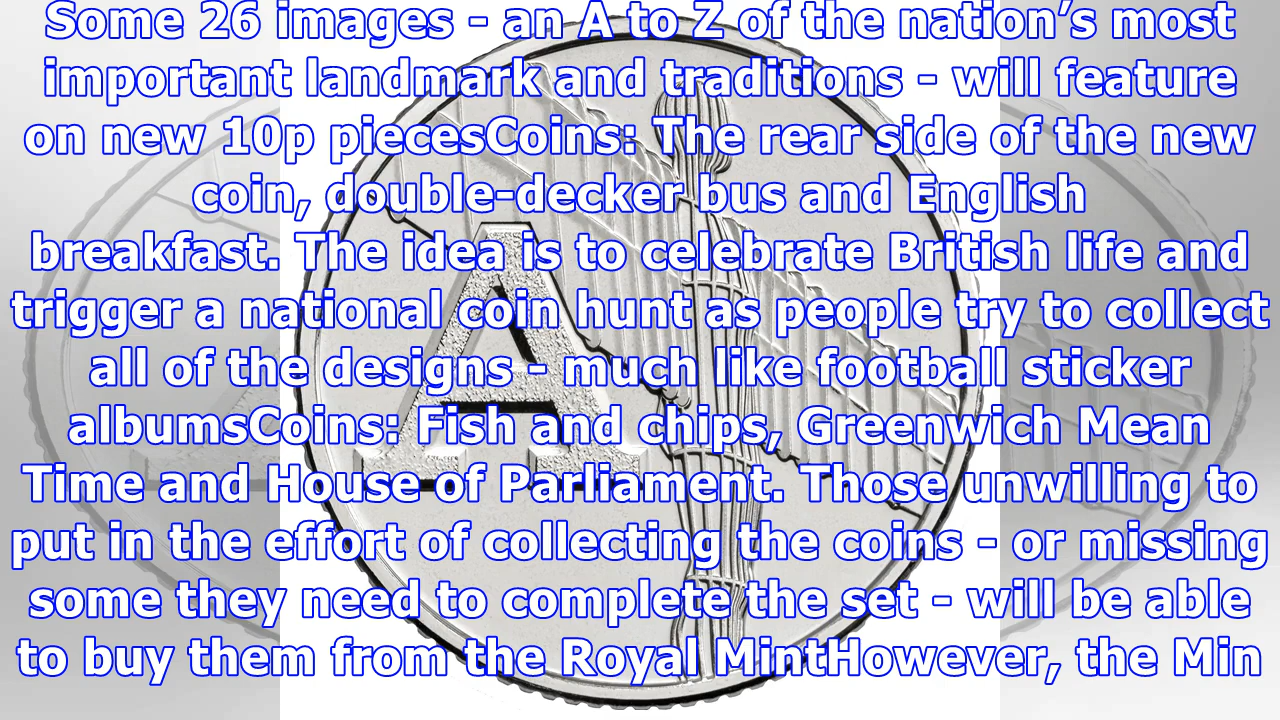 Some 26 images - an A to Z of the nation’s most
important landmark and traditions - will feature
on new 10p piecesCoins: The rear side of the new
coin, double-decker bus and English
breakfast. The idea is to celebrate British life and
trigger a national coin hunt as people try to collect
all of the designs - much like football sticker
albumsCoins: Fish and chips, Greenwich Mean
Time and House of Parliament. Those unwilling to
put in the effort of collecting the coins - or missing
some they need to complete the set - will be able
to buy them from the Royal MintHowever, the Min
A